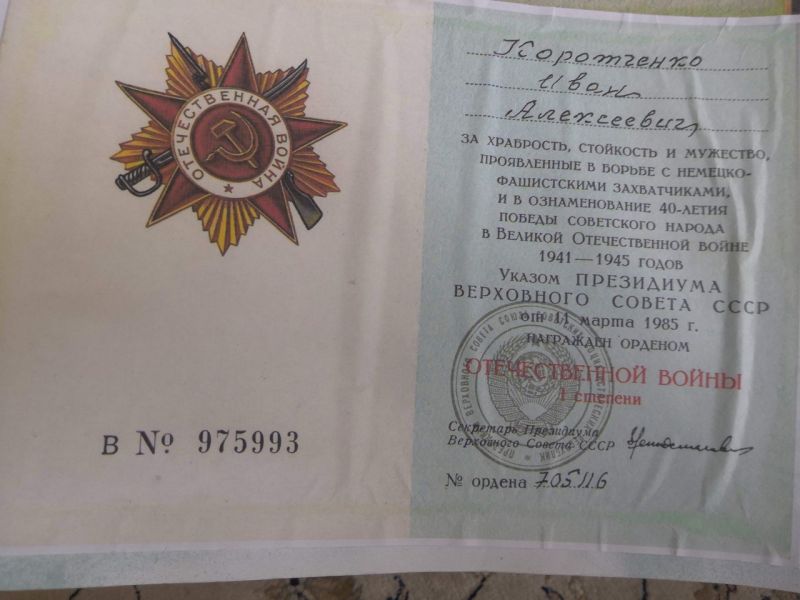 ОТЕЧЕСТВЕННАЯ ВОЙНА
В № 975993
Коротченко
Иван
Алексеевич
ЗА ХРАБРОСТЬ, СТОЙКОСТЬ И МУЖЕСТВО,
ПРОЯВЛЕННЫЕ В БОРЬБЕ С НЕМЕЦКО-
ФАШИСТСКИМИ ЗАХВАТЧИКАМИ,
И В ОЗНАМЕНОВАНИЕ 40-ЛЕТИЯ
ПОБЕДЫ СОВЕТСКОГО НАРОДА
В ВЕЛИКОЙ ОТЕЧЕСТВЕННОЙ ВОЙНЕ
1941—1945 ГОДОВ
УКАЗОМ ПРЕЗИДИУМА
ВЕРХОВНОГО СОВЕТА СССР
от 11 марта 1985 г.
НАГРАЖДЕН ОРДЕНОМ
ОТЕЧЕСТВЕННОЙ ВОЙНЫ
I степени
Секретарь Президиума
Верховного Совета СССР
№ ордена 705116